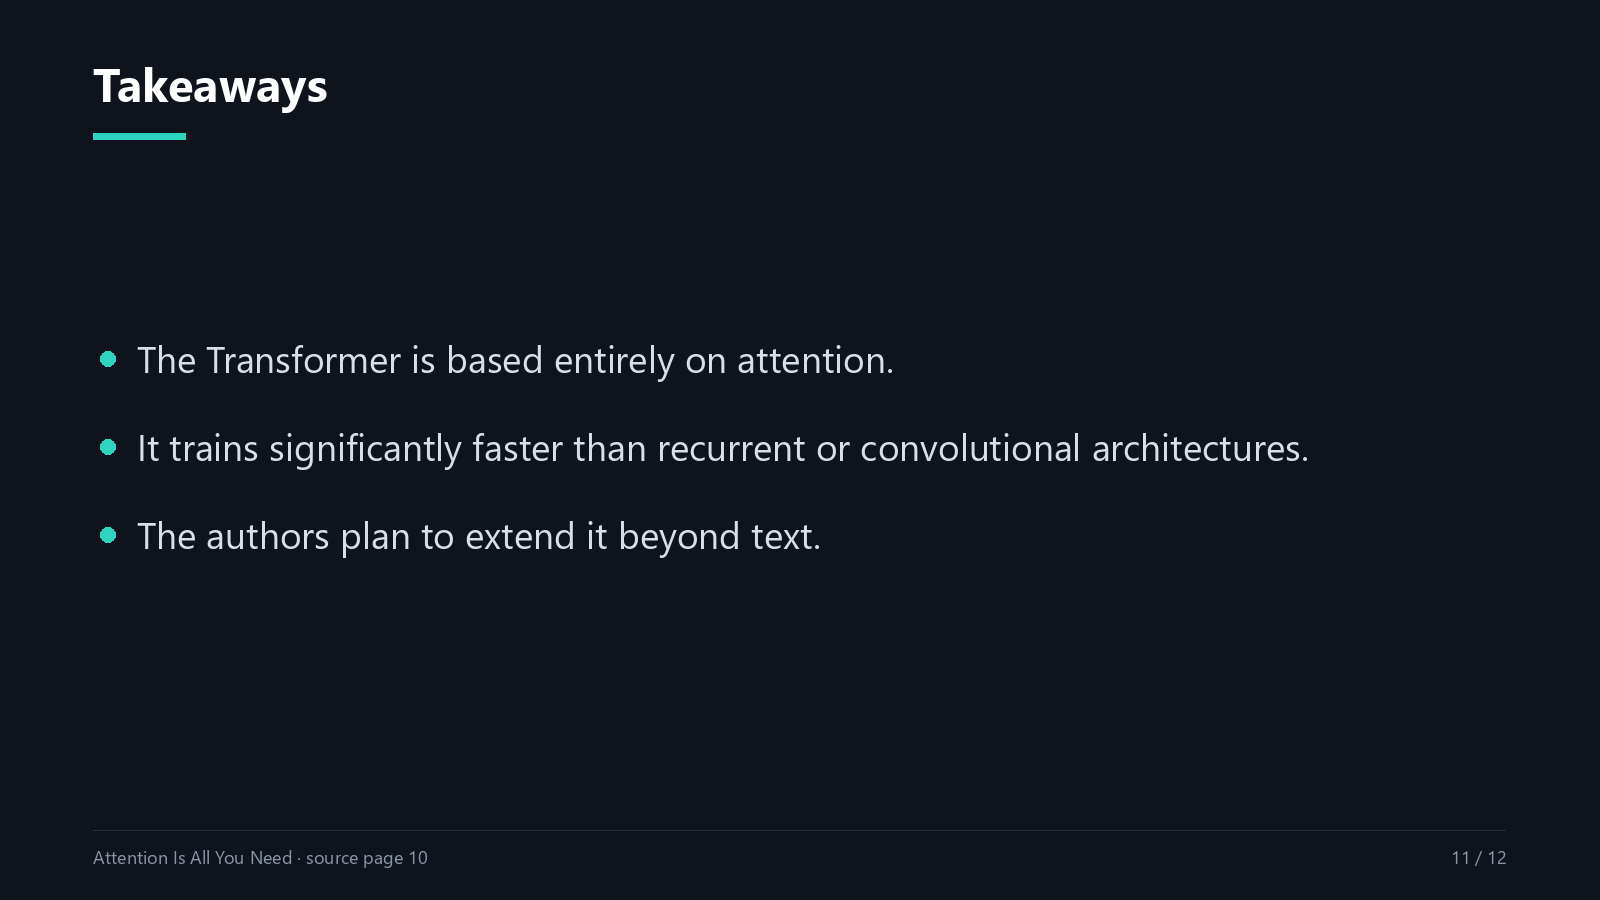 Takeaways
The Transformer is based entirely on attention.
It trains significantly faster than recurrent or convolutional architectures.
The authors plan to extend it beyond text.
Attention Is All You Need · source page 10
11 / 12